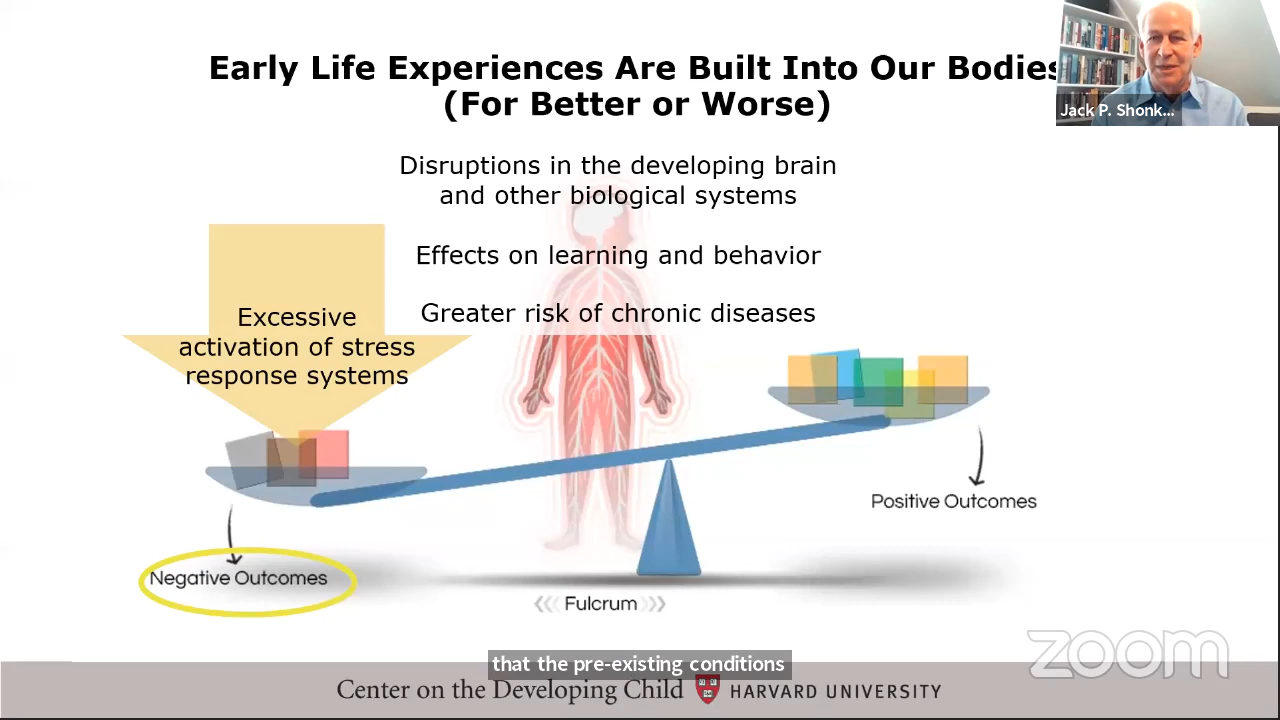 Early Life Experiences Are Built Into Our Bodies
(For Better or Worse)
Jack P. Shonk...
Disruptions in the developing brain
and other biological systems
Effects on learning and behavior
Greater risk of chronic diseases
Excessive
activation of stress
response systems
Positive Outcomes
Negative Outcomes
Fulcrum
zoom
that the pre-existing conditions
Center on the Developing Child HARVARD UNIVERSITY